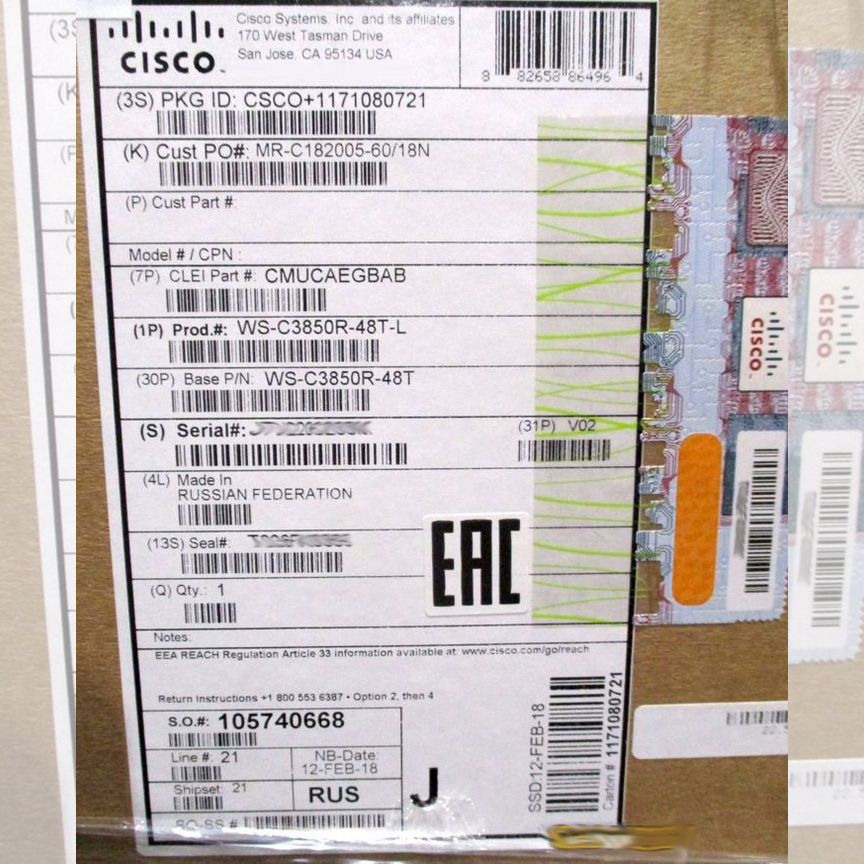 CISCO
Cisco Systems, Inc. and its affiliates
170 West Tasman Drive
San Jose, CA 95134 USA
8 82658 86496 4
(3S) PKG ID: CSCO+1171080721
(K) Cust PO#: MR-C182005-60/18N
(P) Cust Part #:
Model # / CPN :
(7P) CLEI Part #: CMUCAEGBAB
(1P) Prod.#: WS-C3850R-48T-L
(30P) Base P/N: WS-C3850R-48T
(S) Serial#:
(31P) V02
(4L) Made In
RUSSIAN FEDERATION
(13S) Seal#:
EAC
(Q) Qty.: 1
Notes:
EEA REACH Regulation Article 33 information available at: www.cisco.com/go/reach
Return Instructions +1 800 553 6387 • Option 2, then 4
S.O.#: 105740668
Line #: 21
NB-Date:
12-FEB-18
Shipset: 21
RUS
J
SO-SS #
SSD:12-FEB-18
Carton # 1171080721
CISCO
CISCO